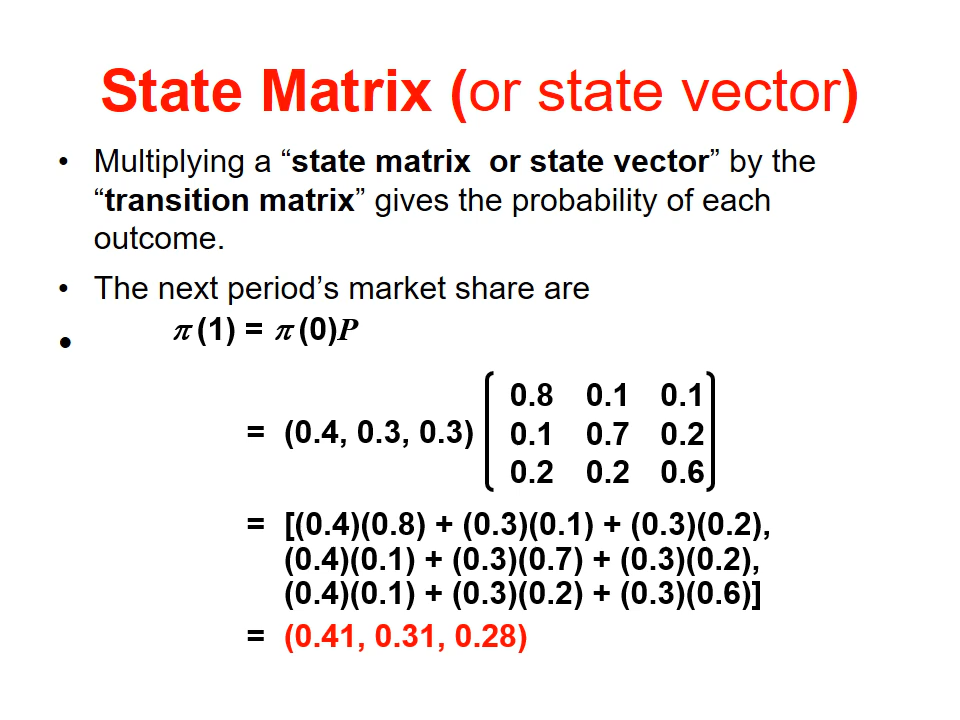 State Matrix (or state vector)
• Multiplying a “state matrix or state vector” by the
“transition matrix” gives the probability of each
outcome.
• The next period’s market share are
• π (1) = π (0)P
= (0.4, 0.3, 0.3) 0.8 0.1 0.1
0.1 0.7 0.2
0.2 0.2 0.6
= [(0.4)(0.8) + (0.3)(0.1) + (0.3)(0.2),
(0.4)(0.1) + (0.3)(0.7) + (0.3)(0.2),
(0.4)(0.1) + (0.3)(0.2) + (0.3)(0.6)]
= (0.41, 0.31, 0.28)